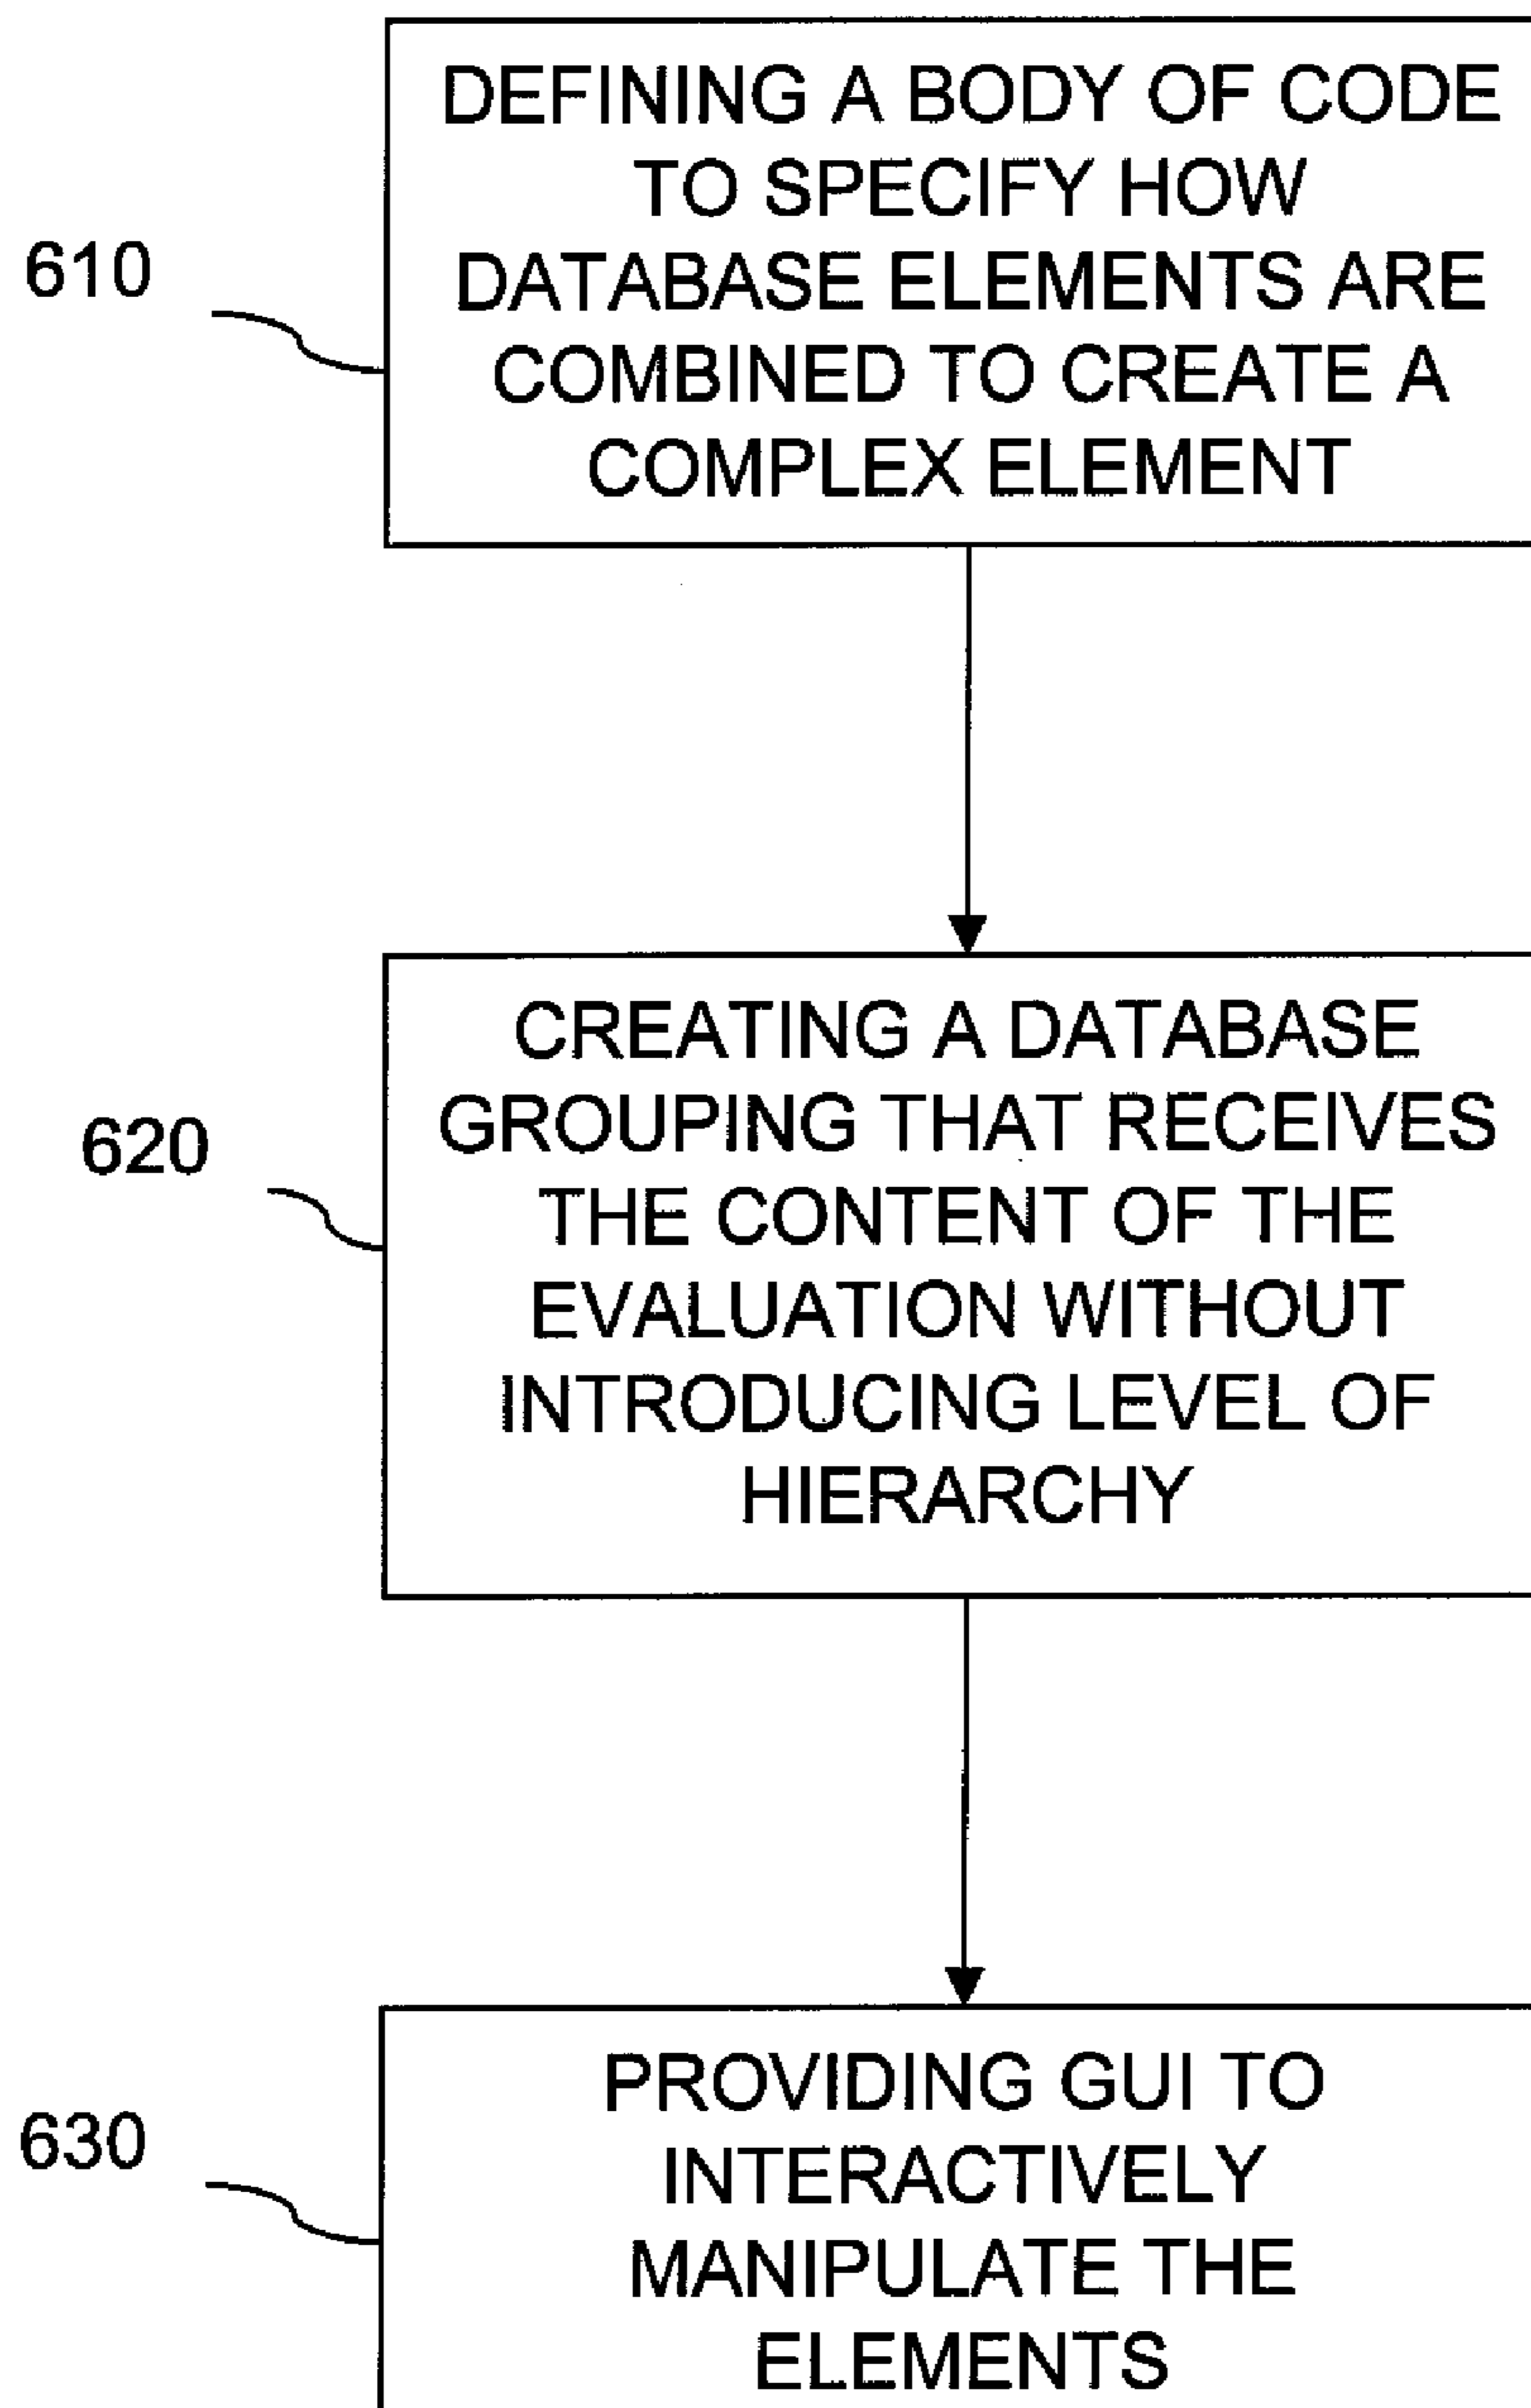 DEFINING A BODY OF CODE
TO SPECIFY HOW
DATABASE ELEMENTS ARE
COMBINED TO CREATE A
COMPLEX ELEMENT
610
CREATING A DATABASE
GROUPING THAT RECEIVES
THE CONTENT OF THE
EVALUATION WITHOUT
INTRODUCING LEVEL OF
HIERARCHY
620
PROVIDING GUI TO
INTERACTIVELY
MANIPULATE THE
ELEMENTS
630